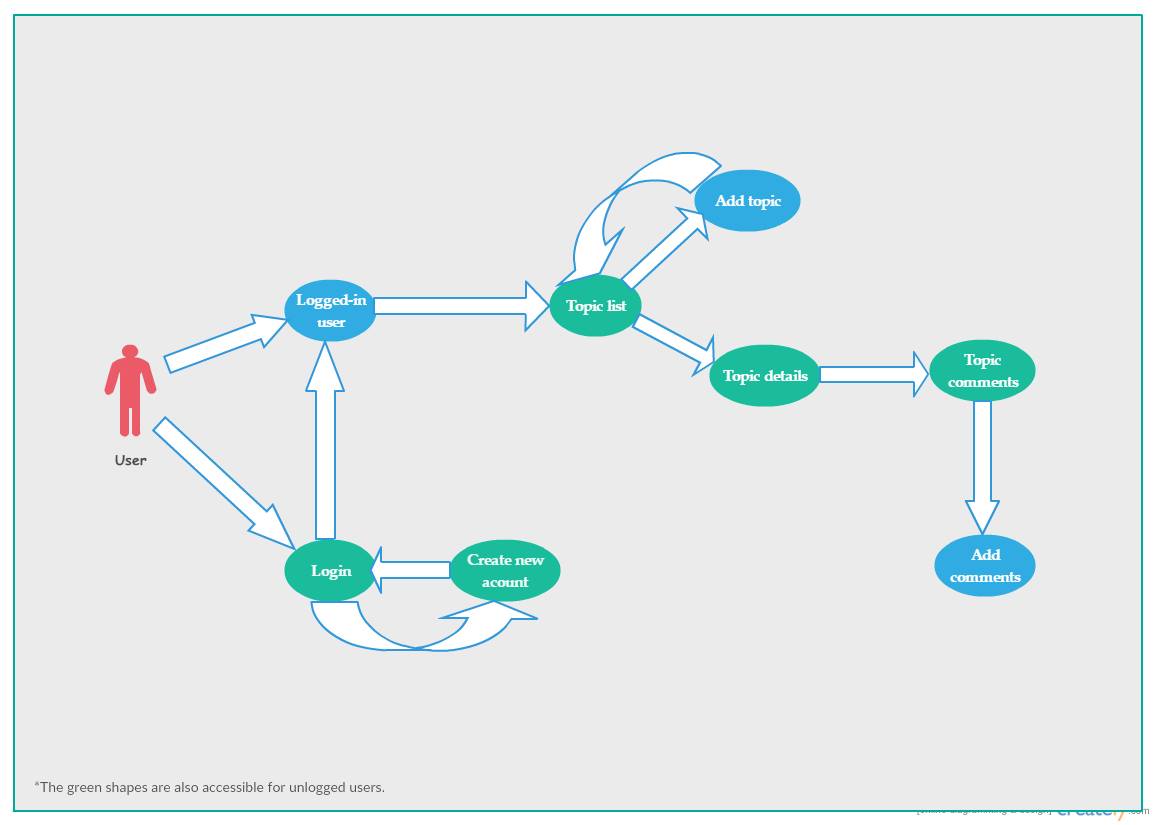 Add topic
Logged-in
user
Topic list
Topic
comments
Topic details
User
Login
Create new
acount
Add
comments
*The green shapes are also accessible for unlogged users.
creately
.com